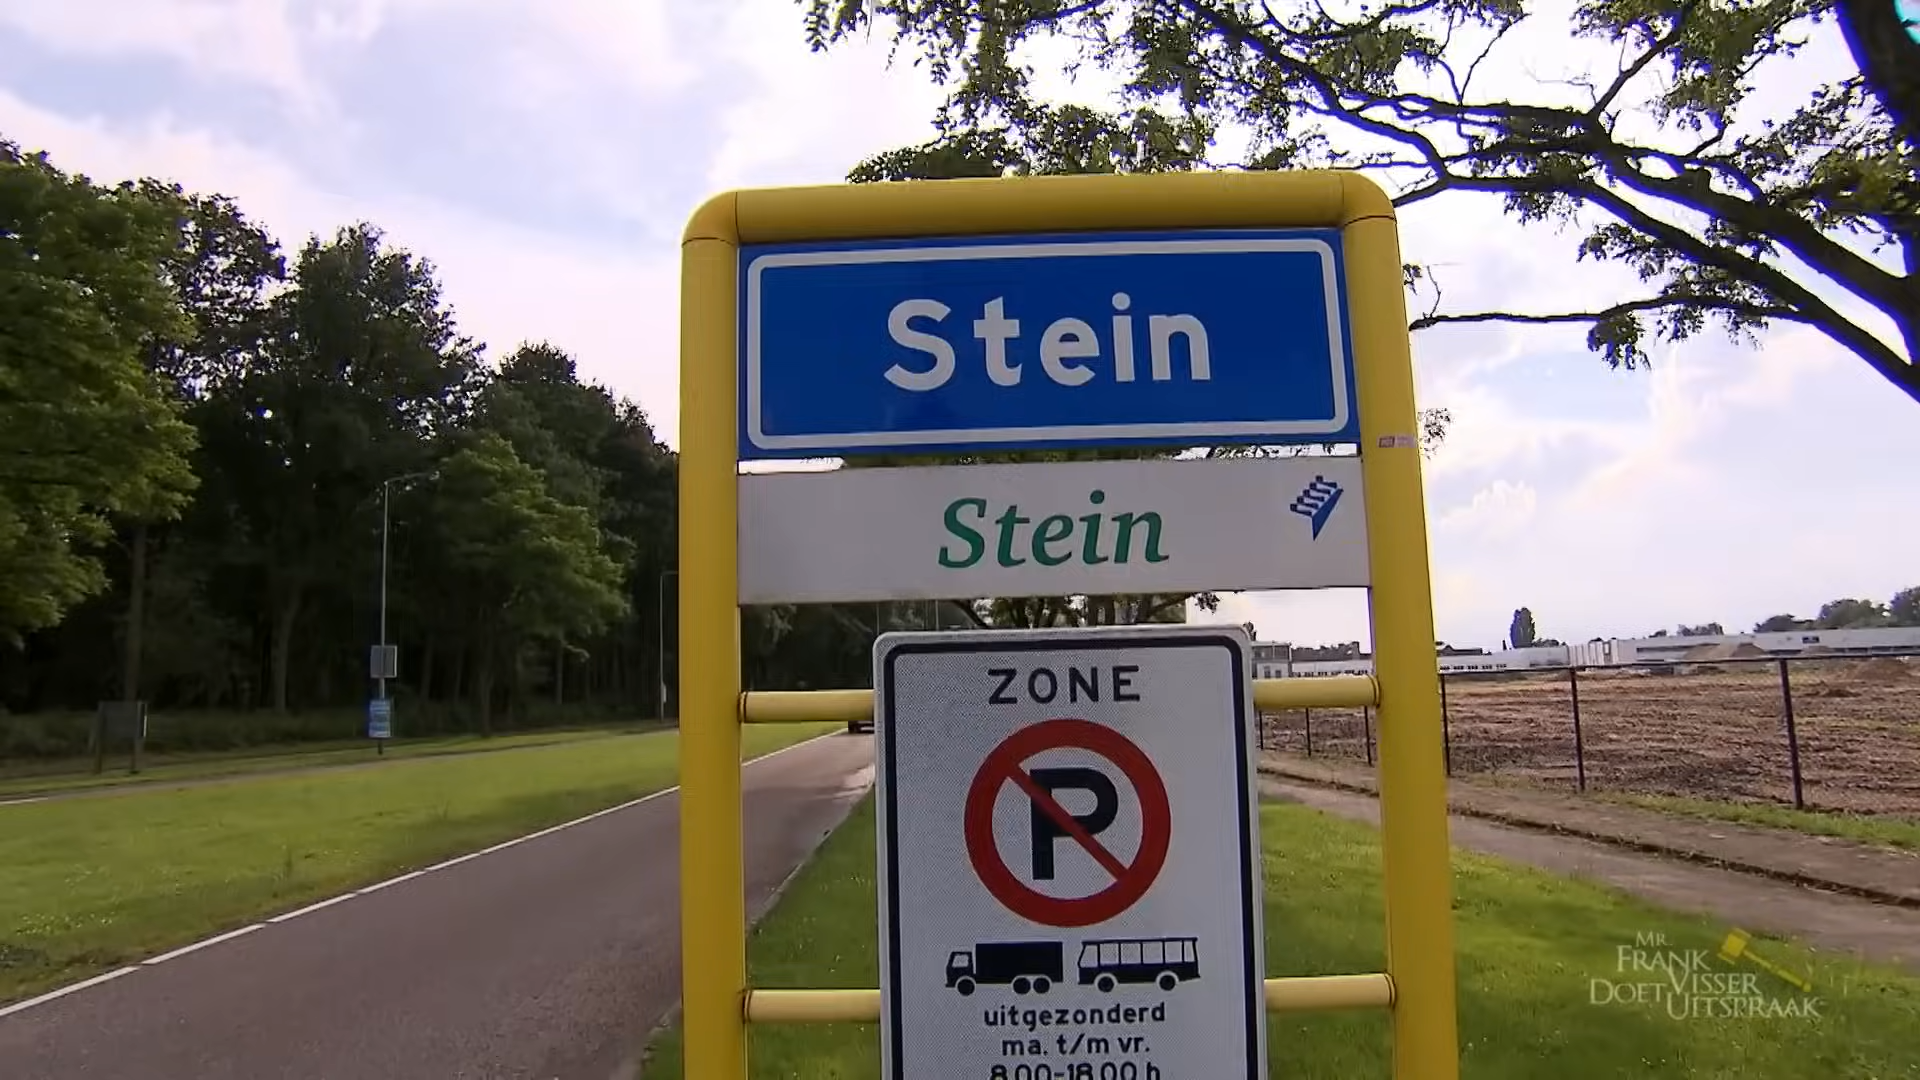 Stein
Stein
ZONE
P
uitgezonderd
ma. t/m vr.
8.00-18.00 h
MR.
FRANK
VISSER
DOET UITSPRAAK